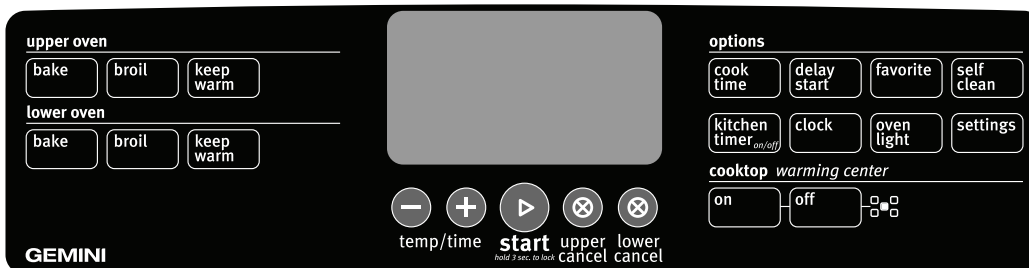 upper oven
bake
broil
keep
warm
lower oven
bake
broil
keep
warm
GEMINI
temp/time
start
hold 3 sec. to lock
upper
cancel
lower
cancel
options
cook
time
delay
start
favorite
self
clean
kitchen
timer on/off
clock
oven
light
settings
cooktop warming center
on
off